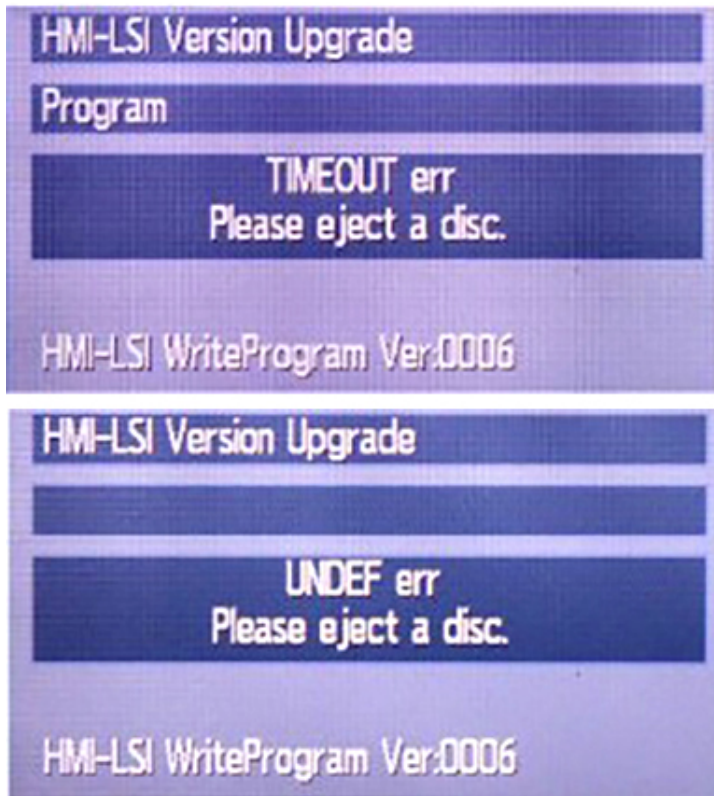 HMI-LSI Version Upgrade
Program
TIMEOUT err
Please eject a disc.
HMI-LSI WriteProgram Ver:0006
HMI-LSI Version Upgrade
UNDEF err
Please eject a disc.
HMI-LSI WriteProgram Ver:0006